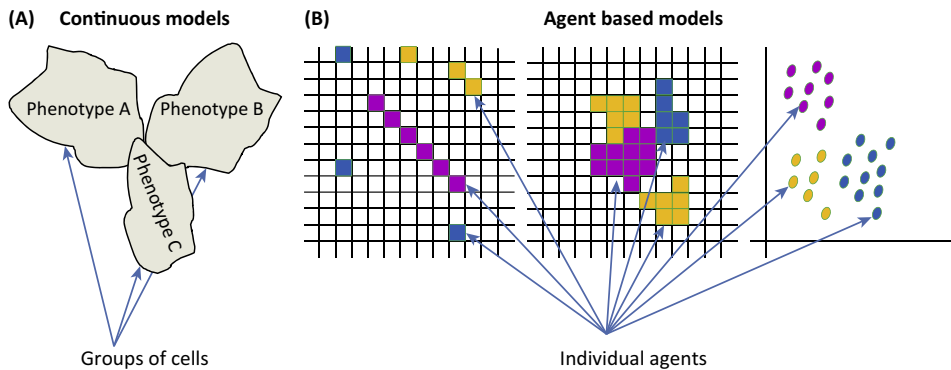 (A)
Continuous models
(B)
Agent based models
Phenotype A
Phenotype B
Phenotype C
Groups of cells
Individual agents